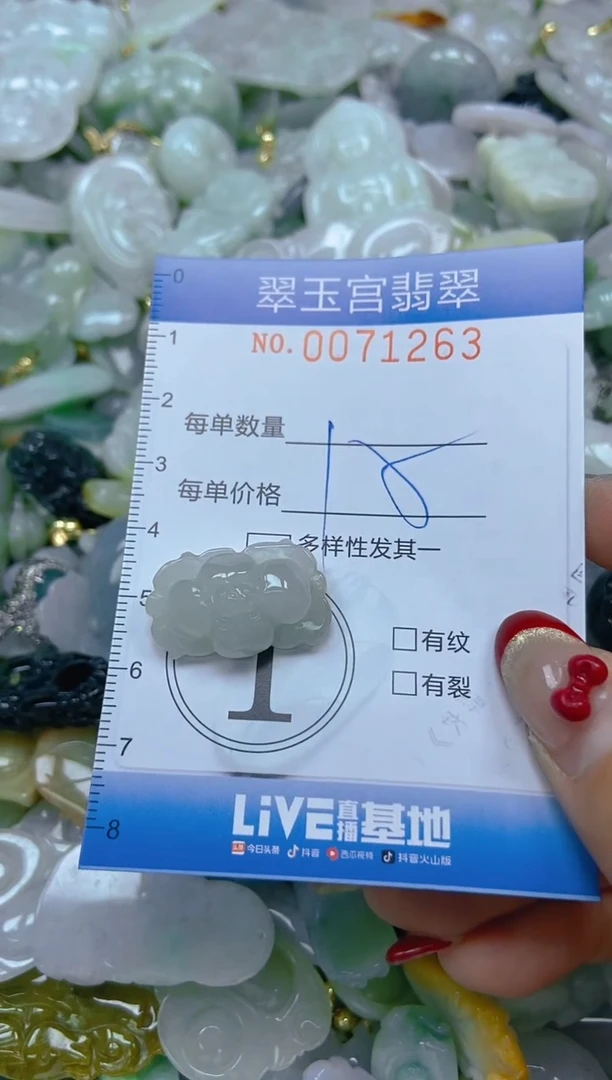 0
翠玉宫翡翠
NO.0071263
1
2
每单数量
3
每单价格
18
4
多样性发其一
5
有纹
6
有裂
1
7
8
LiVE直播基地
今日头条 抖音 西瓜视频 抖音火山版